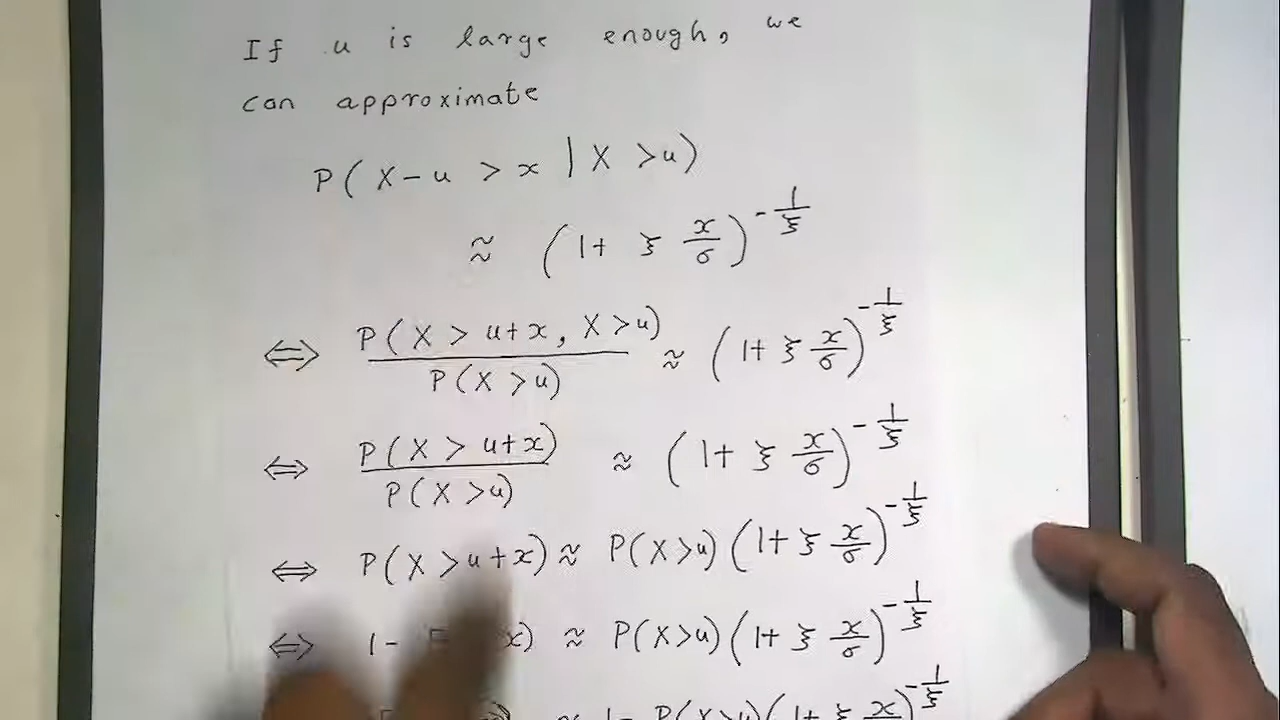 If u is large enough, we
can approximate
P(X-u > x | X > u)
≈ (1+ ξ x/σ)^(-1/ξ)
⇔ P(X > u+x, X > u) / P(X > u) ≈ (1+ ξ x/σ)^(-1/ξ)
⇔ P(X > u+x) / P(X > u) ≈ (1+ ξ x/σ)^(-1/ξ)
⇔ P(X > u+x) ≈ P(X > u) (1+ ξ x/σ)^(-1/ξ)
⇔ 1- x) ≈ P(X > u) (1+ ξ x/σ)^(-1/ξ)
≈ 1- P(X > u) (1+ ξ x/σ)^(-1/ξ)